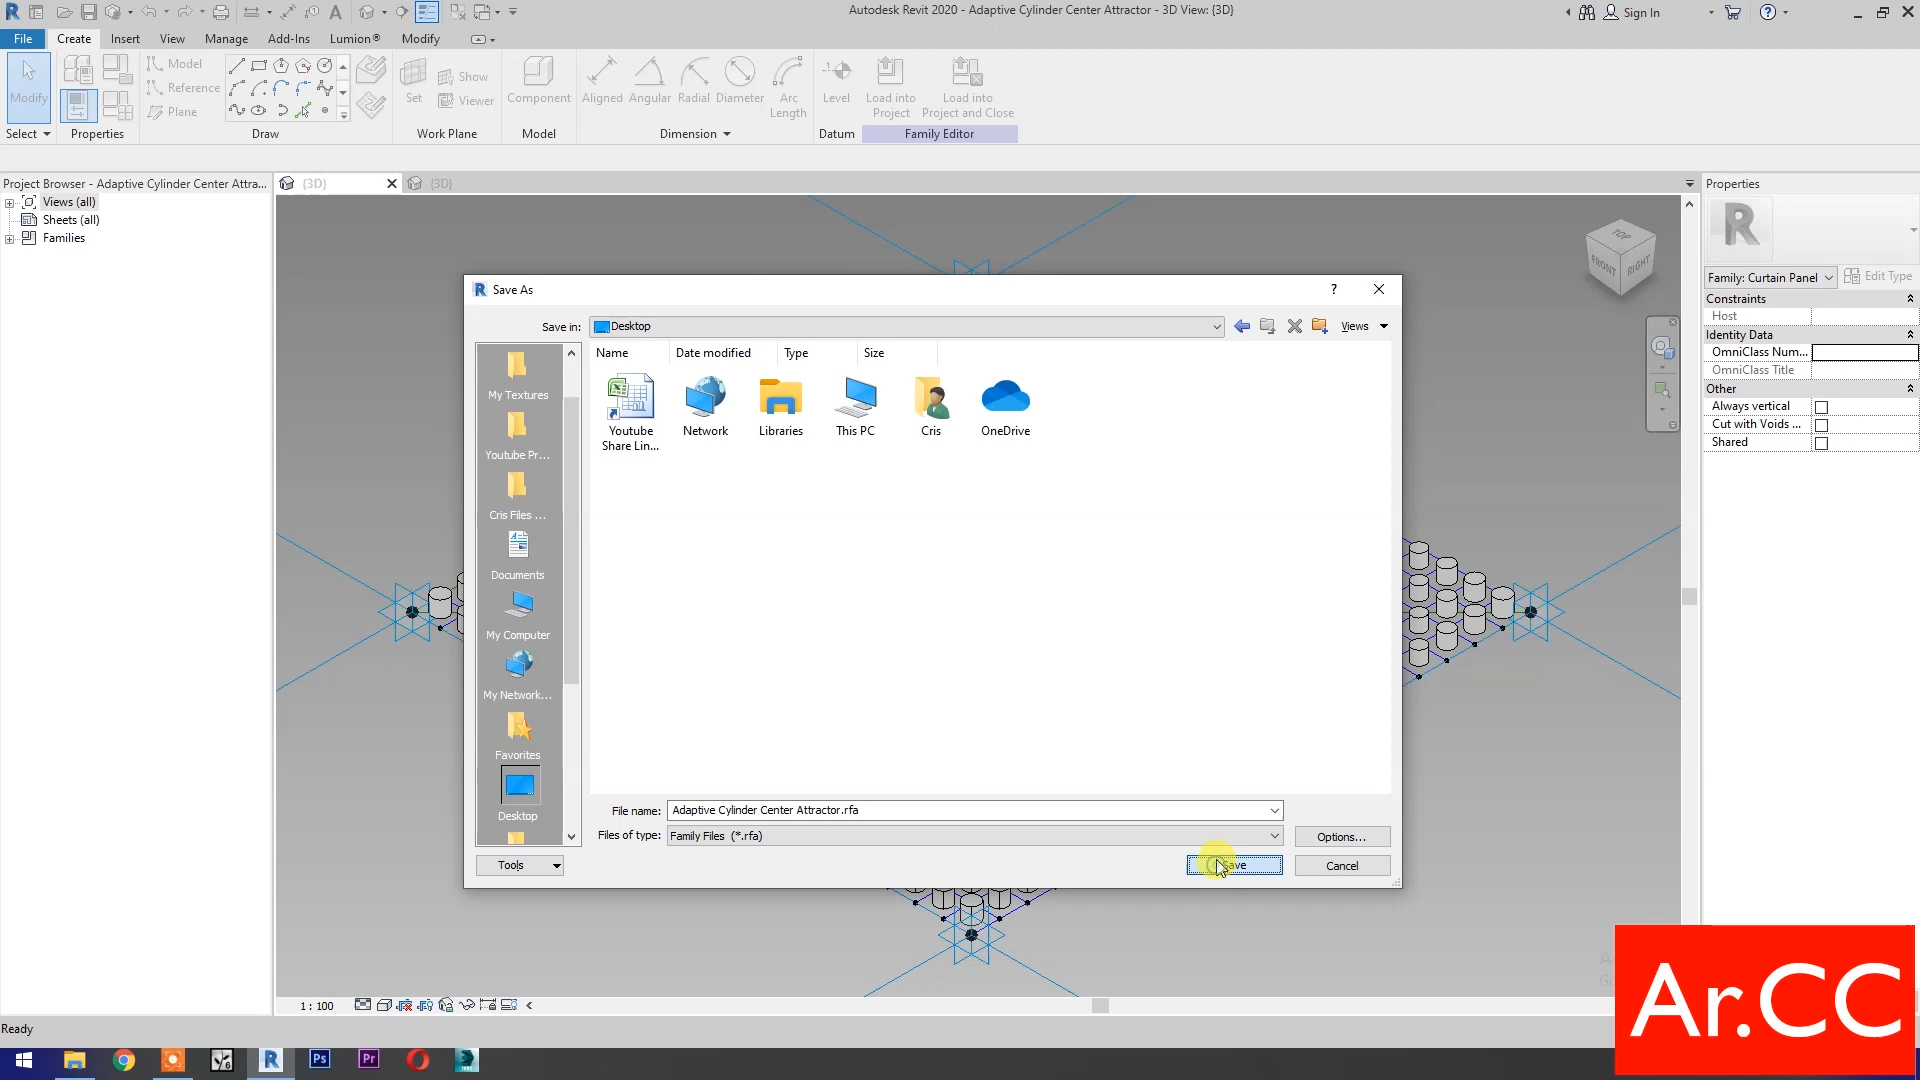 Autodesk Revit 2020 - Adaptive Cylinder Center Attractor - 3D View: {3D}
Sign In
File
Create
Insert
View
Manage
Add-Ins
Lumion®
Modify
Modify
Model
Reference
Plane
Set
Show
Viewer
Component
Aligned
Angular
Radial
Diameter
Arc
Length
Level
Load into
Project
Load into
Project and Close
Select
Properties
Draw
Work Plane
Model
Dimension
Datum
Family Editor
Project Browser - Adaptive Cylinder Center Attra...
Views (all)
Sheets (all)
Families
{3D}
{3D}
TOP
FRONT
RIGHT
Properties
Family: Curtain Panel
Edit Type
Constraints
Host
Identity Data
OmniClass Num...
OmniClass Title
Other
Always vertical
Cut with Voids ...
Shared
Save As
Save in:
Desktop
Views
Name
Date modified
Type
Size
My Textures
Youtube Pr...
Cris Files ...
Documents
My Computer
My Network...
Favorites
Desktop
Youtube
Share Lin...
Network
Libraries
This PC
Cris
OneDrive
File name:
Adaptive Cylinder Center Attractor.rfa
Files of type:
Family Files (*.rfa)
Options...
Tools
Save
Cancel
1 : 100
Ready
Ps
Pr
Ar.CC